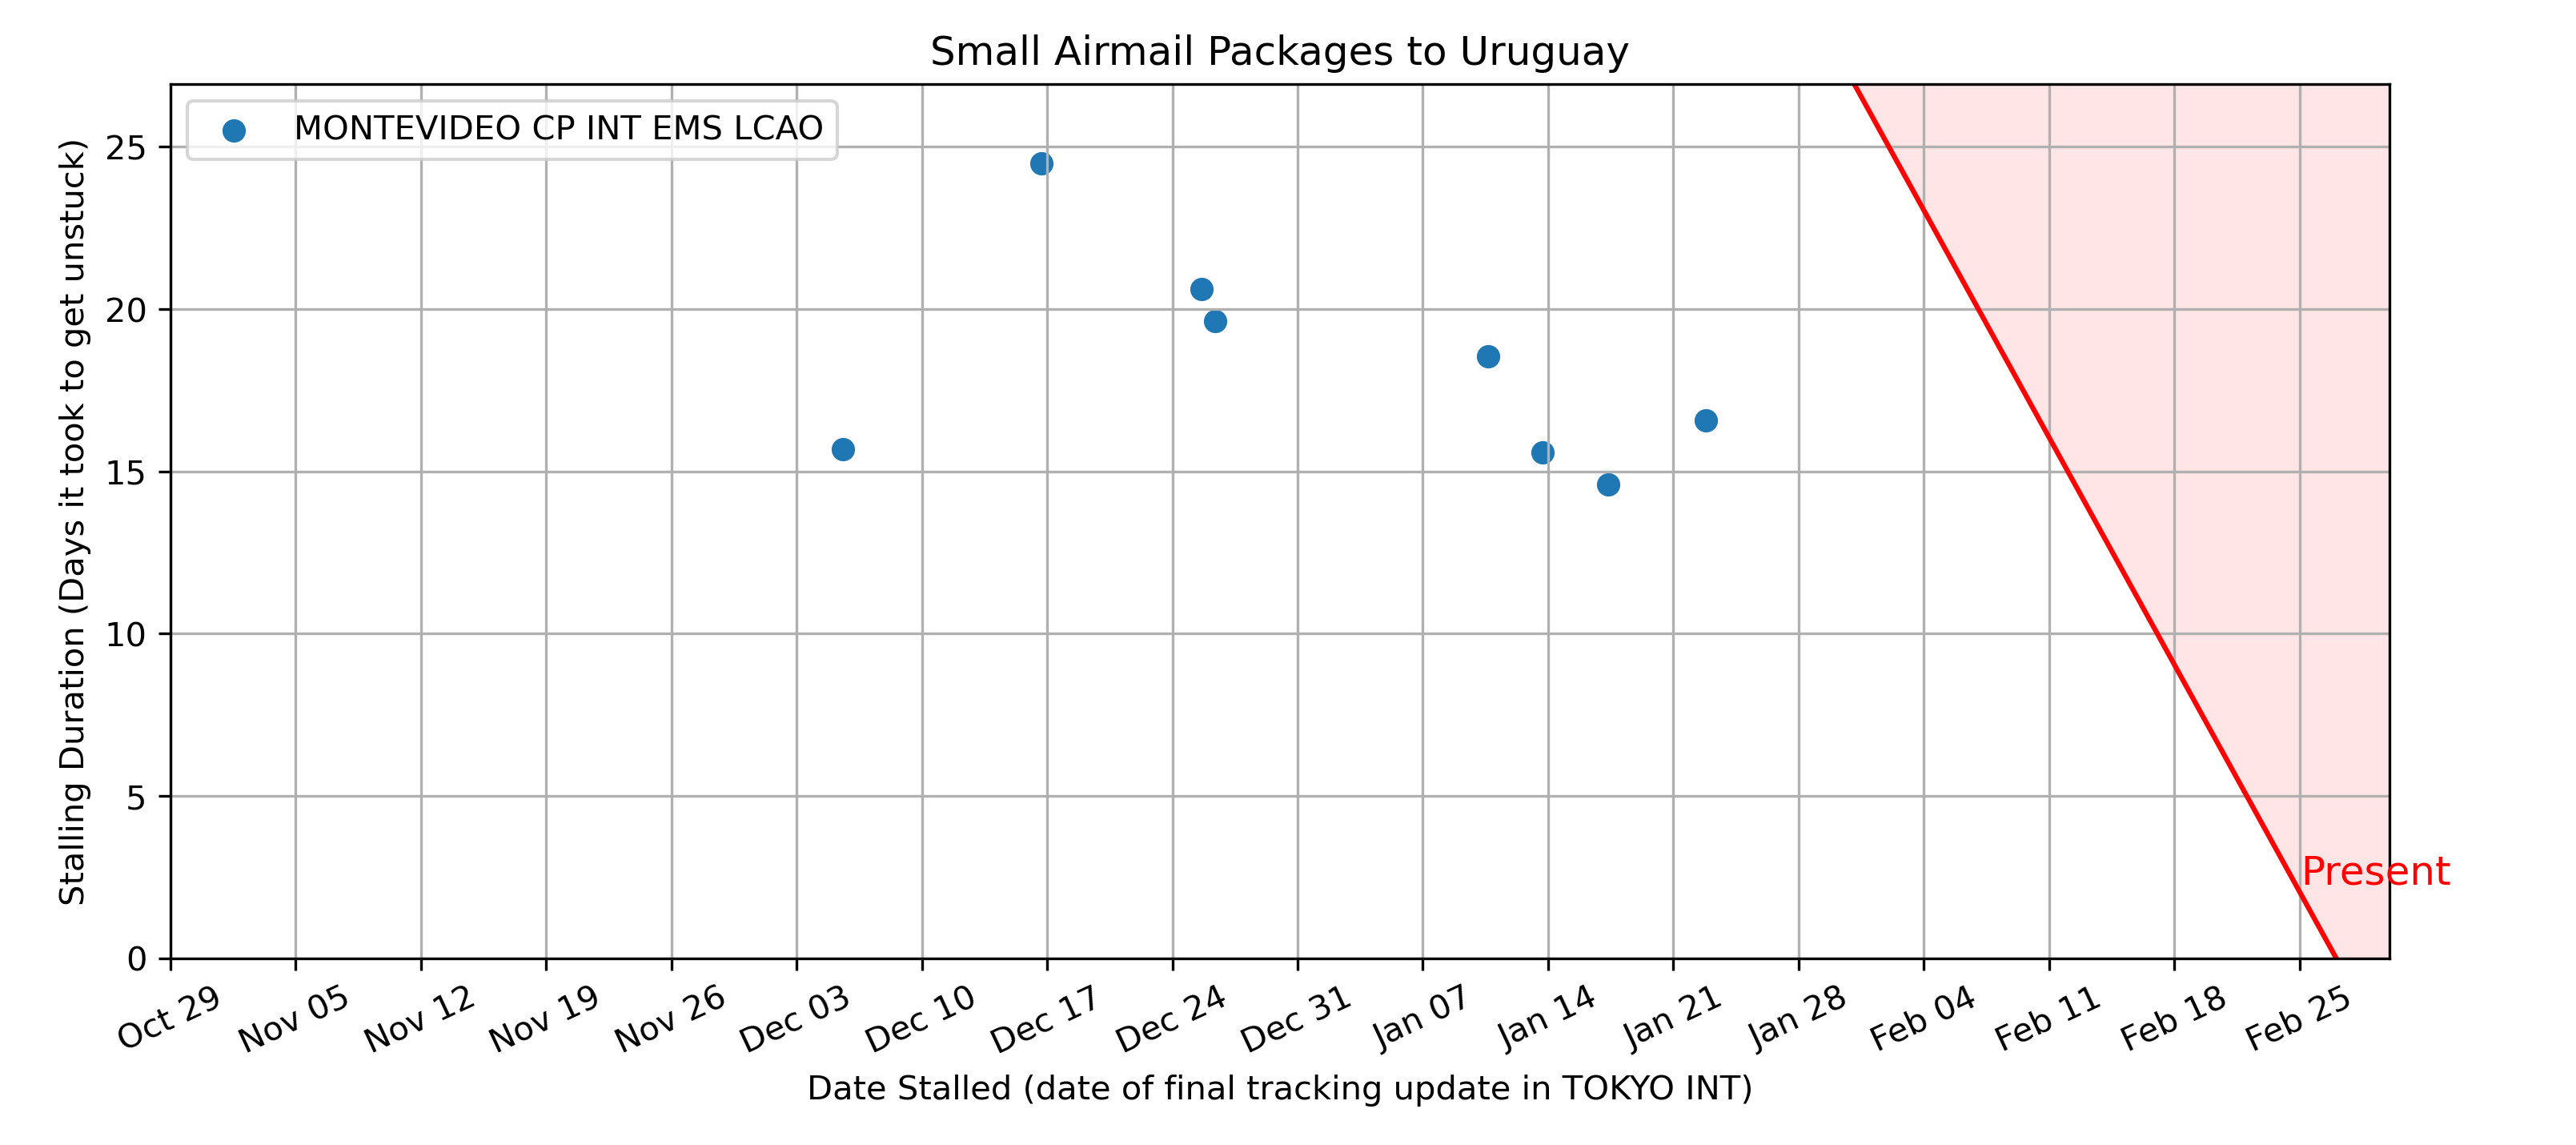 Small Airmail Packages to Uruguay
MONTEVIDEO CP INT EMS LCAO
Stalling Duration (Days it took to get unstuck)
25
20
15
10
5
0
Present
Oct 29
Nov 05
Nov 12
Nov 19
Nov 26
Dec 03
Dec 10
Dec 17
Dec 24
Dec 31
Jan 07
Jan 14
Jan 21
Jan 28
Feb 04
Feb 11
Feb 18
Feb 25
Date Stalled (date of final tracking update in TOKYO INT)